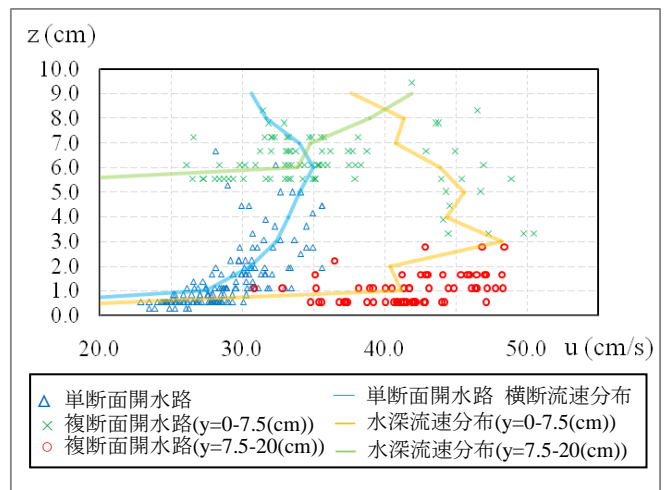 z (cm)
10.0
9.0
8.0
7.0
6.0
5.0
4.0
3.0
2.0
1.0
0.0
20.0 30.0 40.0 50.0
u (cm/s)
単断面開水路
複断面開水路(y=0-7.5(cm))
複断面開水路(y=7.5-20(cm))
単断面開水路 横断流速分布
水深流速分布(y=0-7.5(cm))
水深流速分布(y=7.5-20(cm))